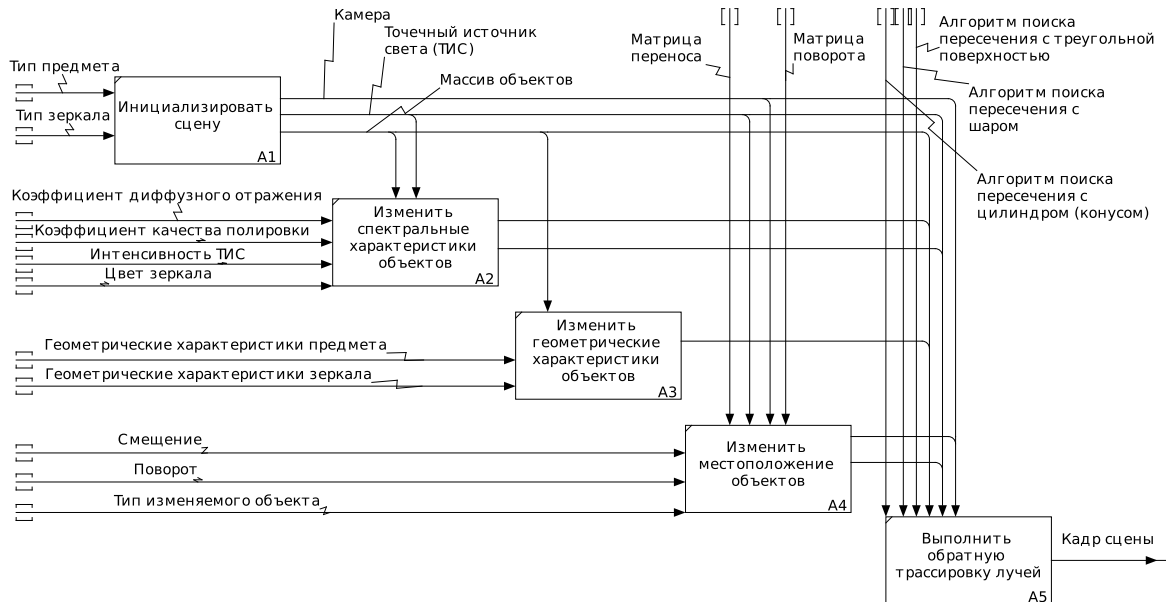 Камера
Точечный источник
света (ТИС)
Массив объектов
Матрица
переноса
Матрица
поворота
Алгоритм поиска
пересечения с треугольной
поверхностью
Алгоритм поиска
пересечения с
шаром
Алгоритм поиска
пересечения с
цилиндром (конусом)
Тип предмета
Тип зеркала
Инициализировать
сцену
A1
Коэффициент диффузного отражения
Коэффициент качества полировки
Интенсивность ТИС
Цвет зеркала
Изменить
спектральные
характеристики
объектов
A2
Геометрические характеристики предмета
Геометрические характеристики зеркала
Изменить
геометрические
характеристики
объектов
A3
Смещение
Поворот
Тип изменяемого объекта
Изменить
местоположение
объектов
A4
Выполнить
обратную
трассировку лучей
A5
Кадр сцены